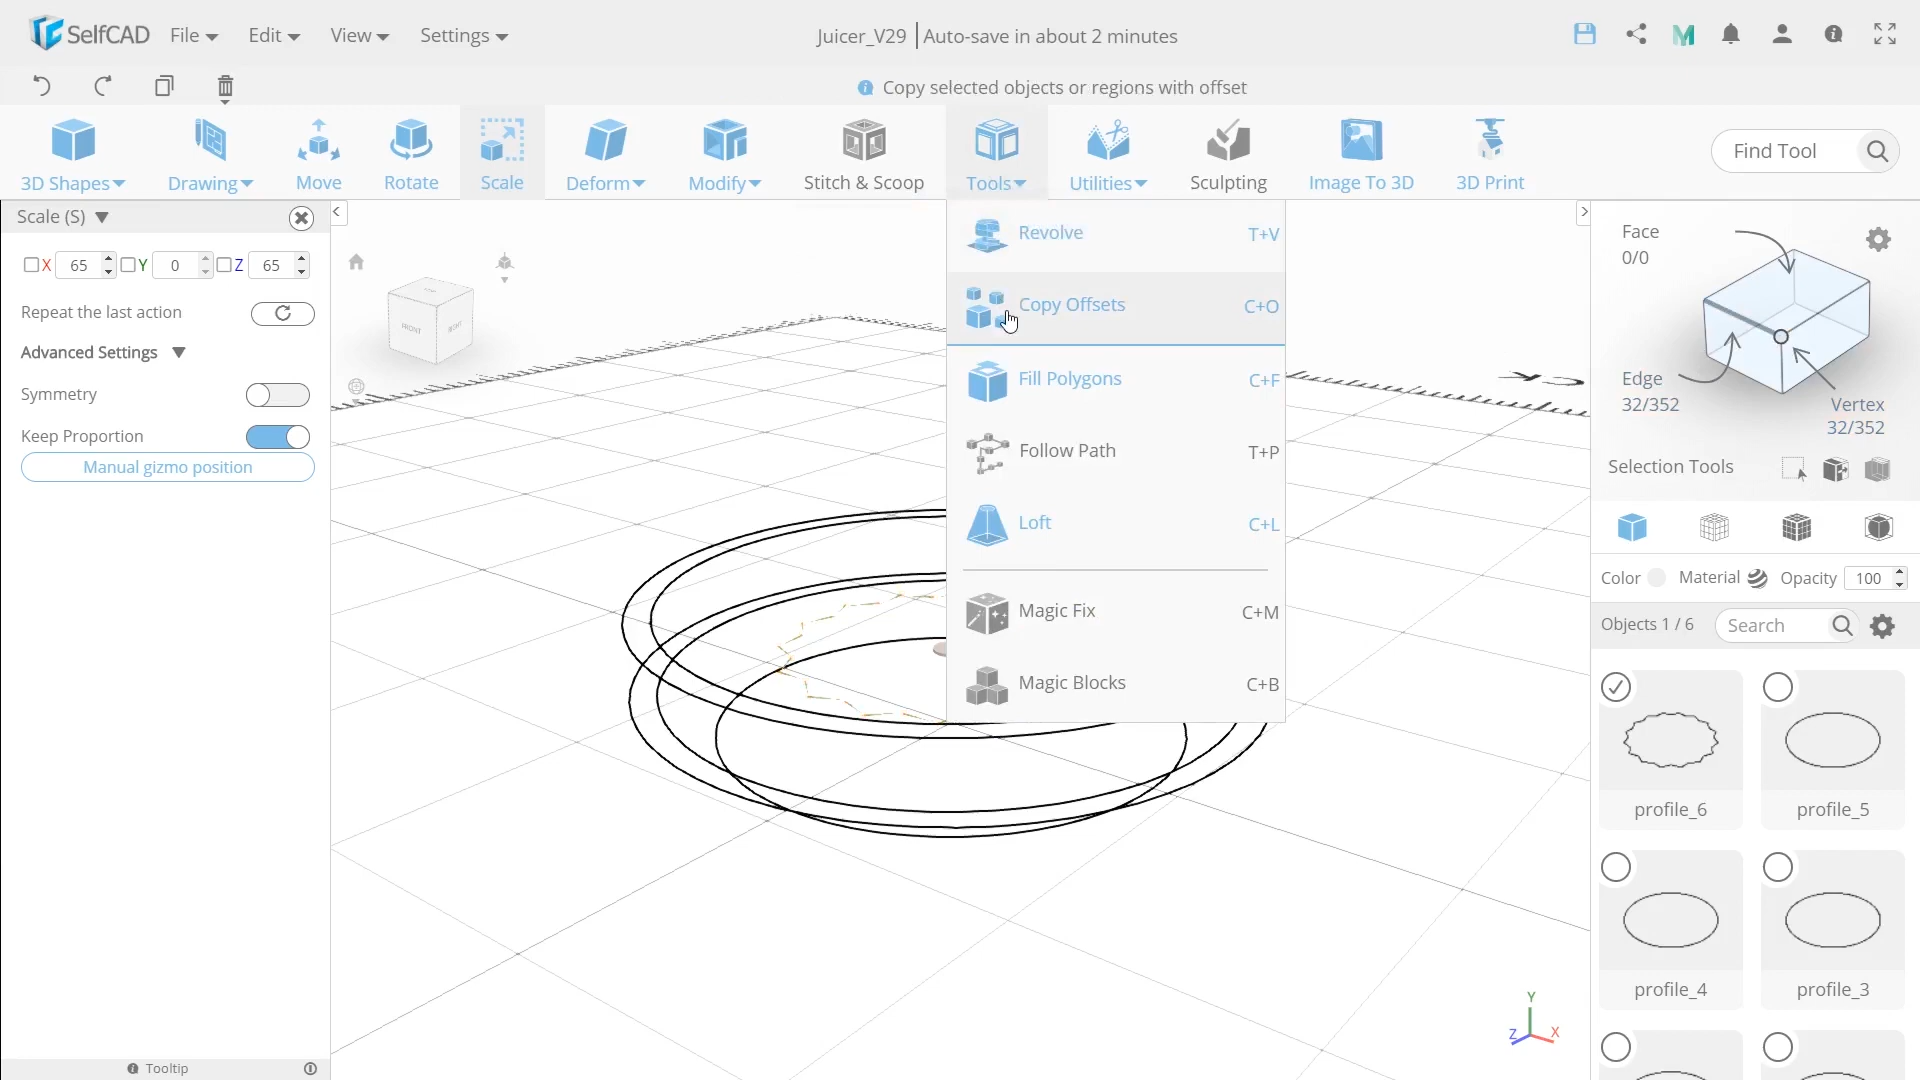 SelfCAD File Edit View Settings Juicer_V29 Auto-save in about 2 minutes
Copy selected objects or regions with offset
3D Shapes Drawing Move Rotate Scale Deform Modify Stitch & Scoop Tools Utilities Sculpting Image To 3D 3D Print Find Tool
Scale (S)
X 65 Y 0 Z 65
Repeat the last action
Advanced Settings
Symmetry
Keep Proportion
Manual gizmo position
Tooltip
FRONT
Revolve T+V
Copy Offsets C+O
Fill Polygons C+F
Follow Path T+P
Loft C+L
Magic Fix C+M
Magic Blocks C+B
Y
Z X
Face
0/0
Edge
32/352
Vertex
32/352
Selection Tools
Color Material Opacity 100
Objects 1 / 6 Search
profile_6 profile_5
profile_4 profile_3